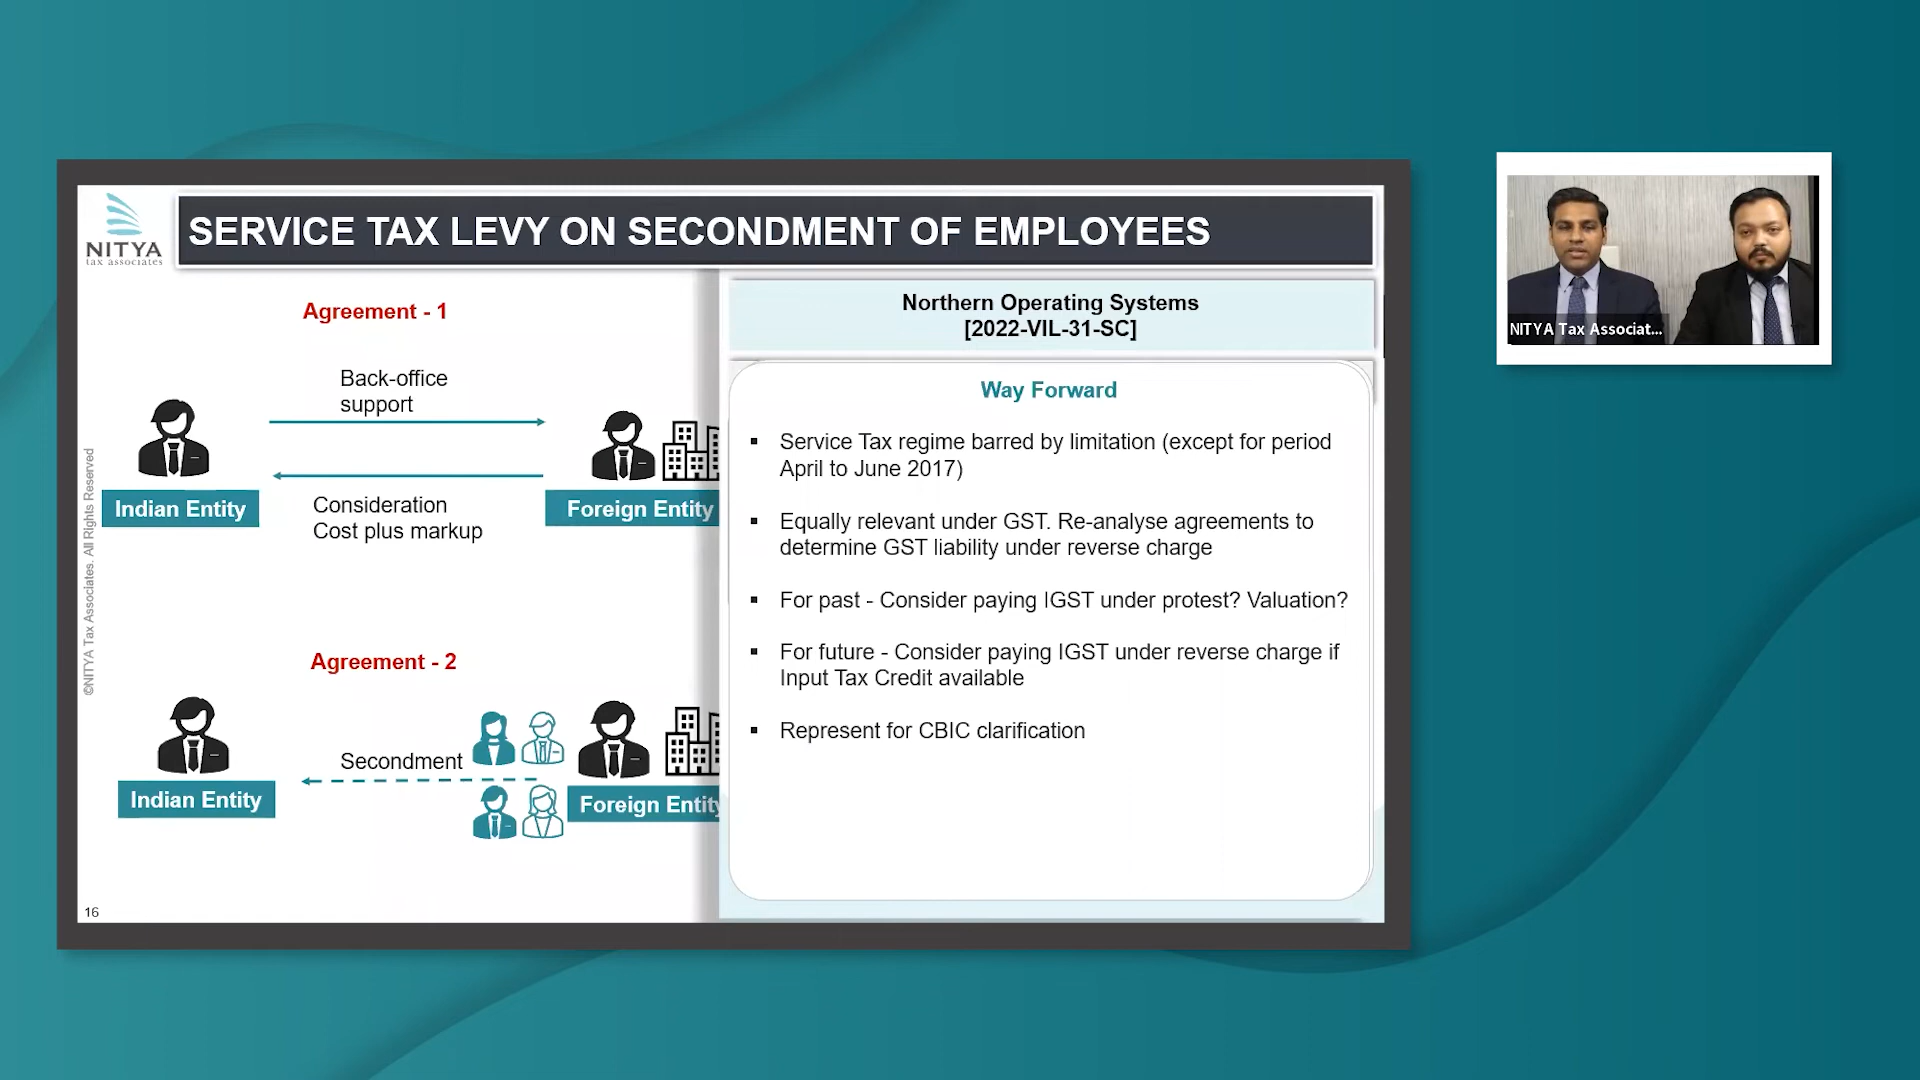 NITYA
tax associates
SERVICE TAX LEVY ON SECONDMENT OF EMPLOYEES
Agreement - 1
Back-office
support
Indian Entity
Consideration
Cost plus markup
Foreign Entity
Agreement - 2
Secondment
Indian Entity
Foreign Entity
©NITYA Tax Associates. All Rights Reserved
16
Northern Operating Systems
[2022-VIL-31-SC]
Way Forward
▪ Service Tax regime barred by limitation (except for period
April to June 2017)
▪ Equally relevant under GST. Re-analyse agreements to
determine GST liability under reverse charge
▪ For past - Consider paying IGST under protest? Valuation?
▪ For future - Consider paying IGST under reverse charge if
Input Tax Credit available
▪ Represent for CBIC clarification
NITYA Tax Associat...